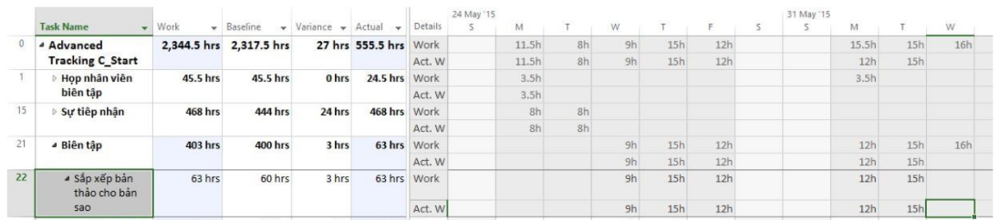 24 May '15 31 May '15
Task Name Work Baseline Variance Actual Details S M T W T F S S M T W
0 Advanced 2,344.5 hrs 2,317.5 hrs 27 hrs 555.5 hrs Work 11.5h 8h 9h 15h 12h 15.5h 15h 16h
Tracking C_Start Act. W 11.5h 8h 9h 15h 12h 12h 15h
1 Họp nhân viên 45.5 hrs 45.5 hrs 0 hrs 24.5 hrs Work 3.5h 3.5h
biên tập Act. W 3.5h
15 Sự tiếp nhận 468 hrs 444 hrs 24 hrs 468 hrs Work 8h 8h
Act. W 8h 8h
21 Biên tập 403 hrs 400 hrs 3 hrs 63 hrs Work 9h 15h 12h 12h 15h 16h
Act. W 9h 15h 12h 12h 15h
22 Sắp xếp bản 63 hrs 60 hrs 3 hrs 63 hrs Work 9h 15h 12h 12h 15h
thảo cho bản
sao Act. W 9h 15h 12h 12h 15h